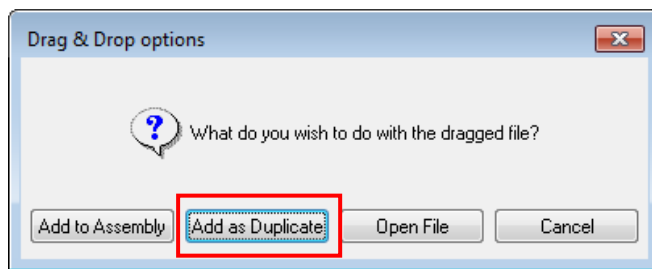 Drag & Drop options
What do you wish to do with the dragged file?
Add to Assembly Add as Duplicate Open File Cancel